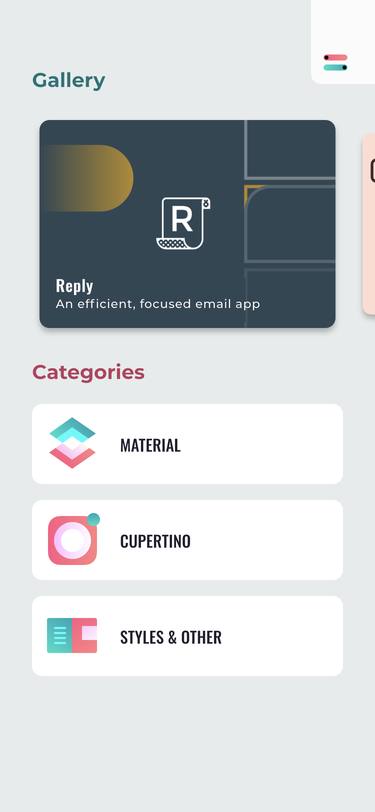 Gallery
R
Reply
An efficient, focused email app
Categories
MATERIAL
CUPERTINO
STYLES & OTHER